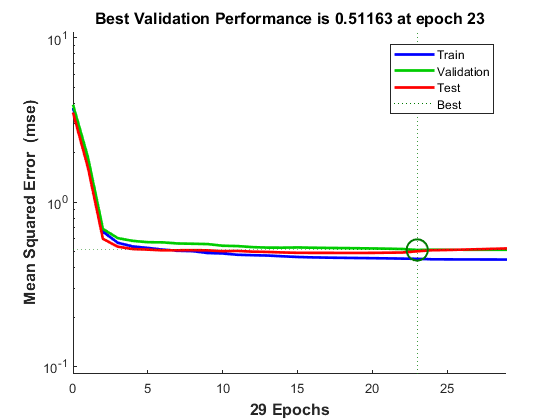 Best Validation Performance is 0.51163 at epoch 23
10^1
10^0
10^-1
Mean Squared Error (mse)
Train
Validation
Test
Best
0 5 10 15 20 25
29 Epochs